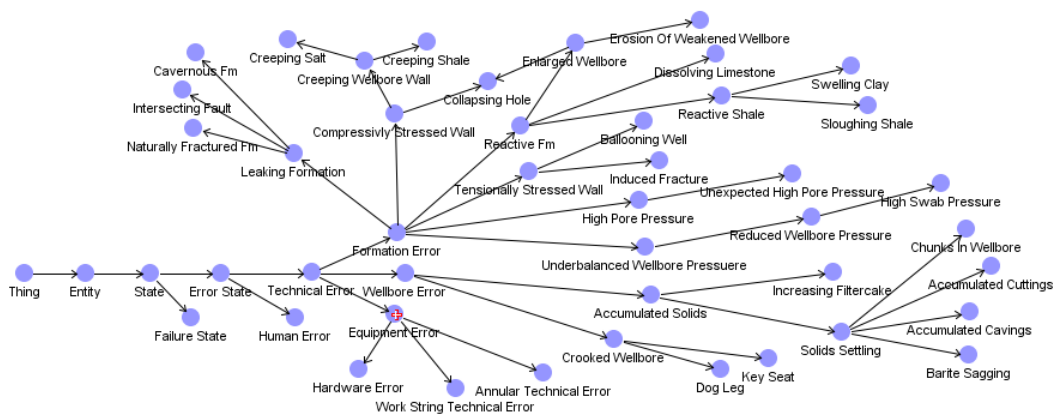 Erosion Of Weakened Wellbore
Creeping Salt
Creeping Shale
Enlarged Wellbore
Cavernous Fm
Creeping Wellbore Wall
Dissolving Limestone
Swelling Clay
Intersecting Fault
Collapsing Hole
Reactive Shale
Sloughing Shale
Compressivly Stressed Wall
Reactive Fm
Naturally Fractured Fm
Ballooning Well
Leaking Formation
Induced Fracture
Tensionally Stressed Wall
Unexpected High Pore Pressure
High Swab Pressure
High Pore Pressure
Reduced Wellbore Pressure
Formation Error
Chunks In Wellbore
Underbalanced Wellbore Pressuere
Thing
Entity
State
Error State
Technical Error
Wellbore Error
Increasing Filtercake
Accumulated Cuttings
Accumulated Solids
Failure State
Human Error
Equipment Error
Accumulated Cavings
Solids Settling
Crooked Wellbore
Key Seat
Barite Sagging
Dog Leg
Hardware Error
Annular Technical Error
Work String Technical Error